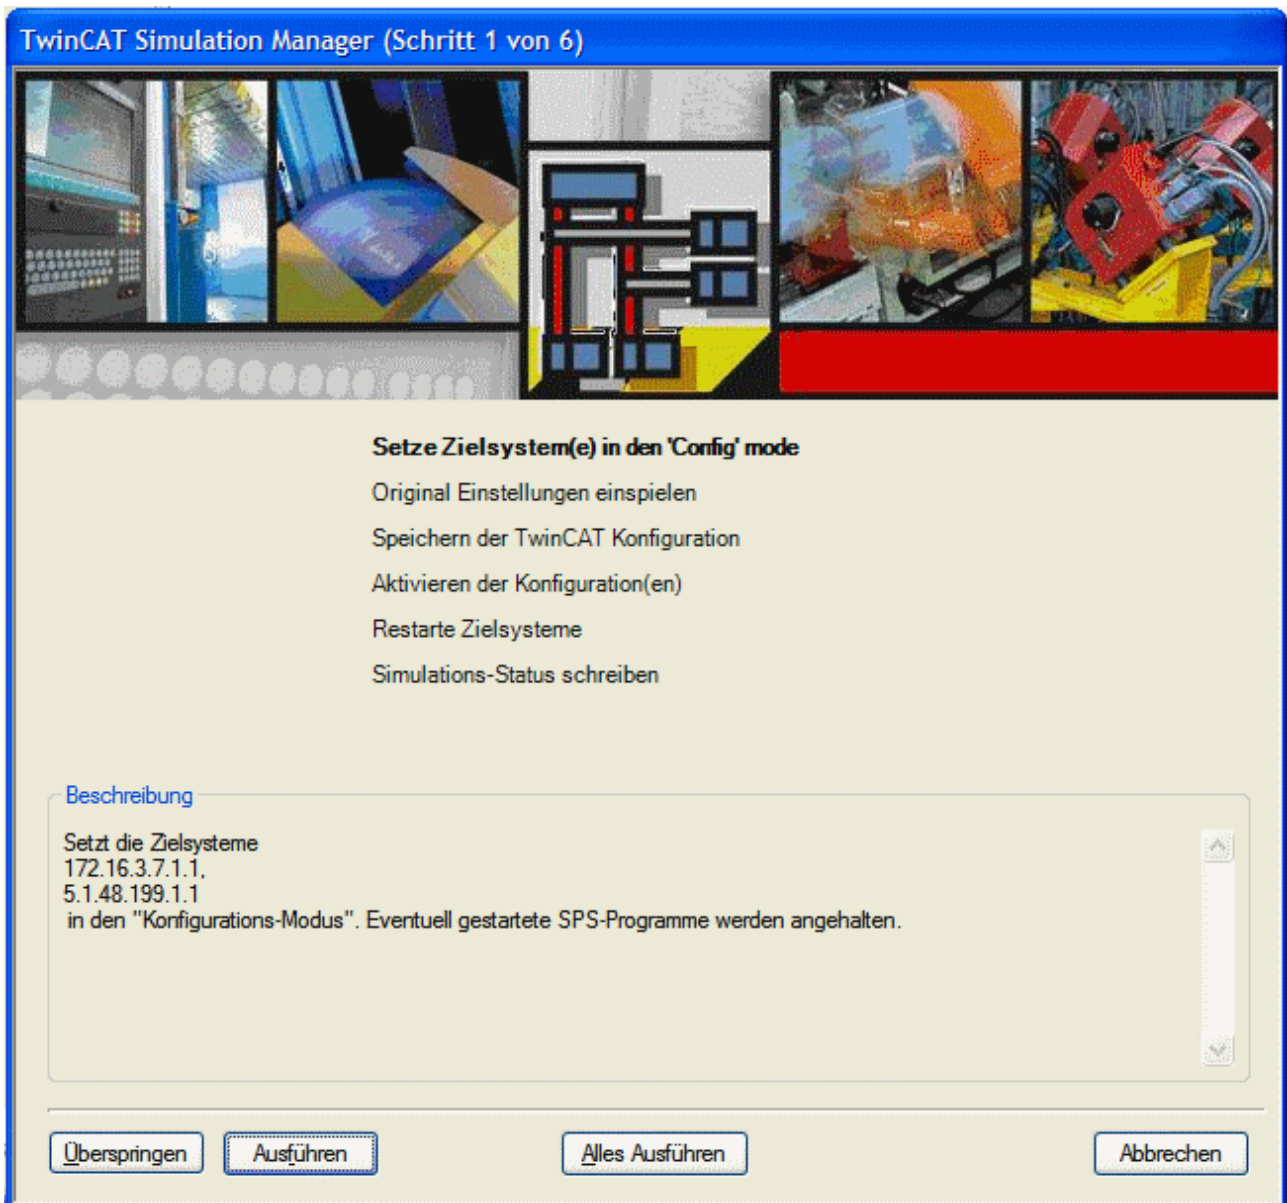 TwinCAT Simulation Manager (Schritt 1 von 6)
Setze Zielsystem(e) in den 'Config' mode
Original Einstellungen einspielen
Speichern der TwinCAT Konfiguration
Aktivieren der Konfiguration(en)
Restarte Zielsysteme
Simulations-Status schreiben
Beschreibung
Setzt die Zielsysteme
172.16.3.7.1.1,
5.1.48.199.1.1
in den "Konfigurations-Modus". Eventuell gestartete SPS-Programme werden angehalten.
Überspringen Ausführen Alles Ausführen Abbrechen